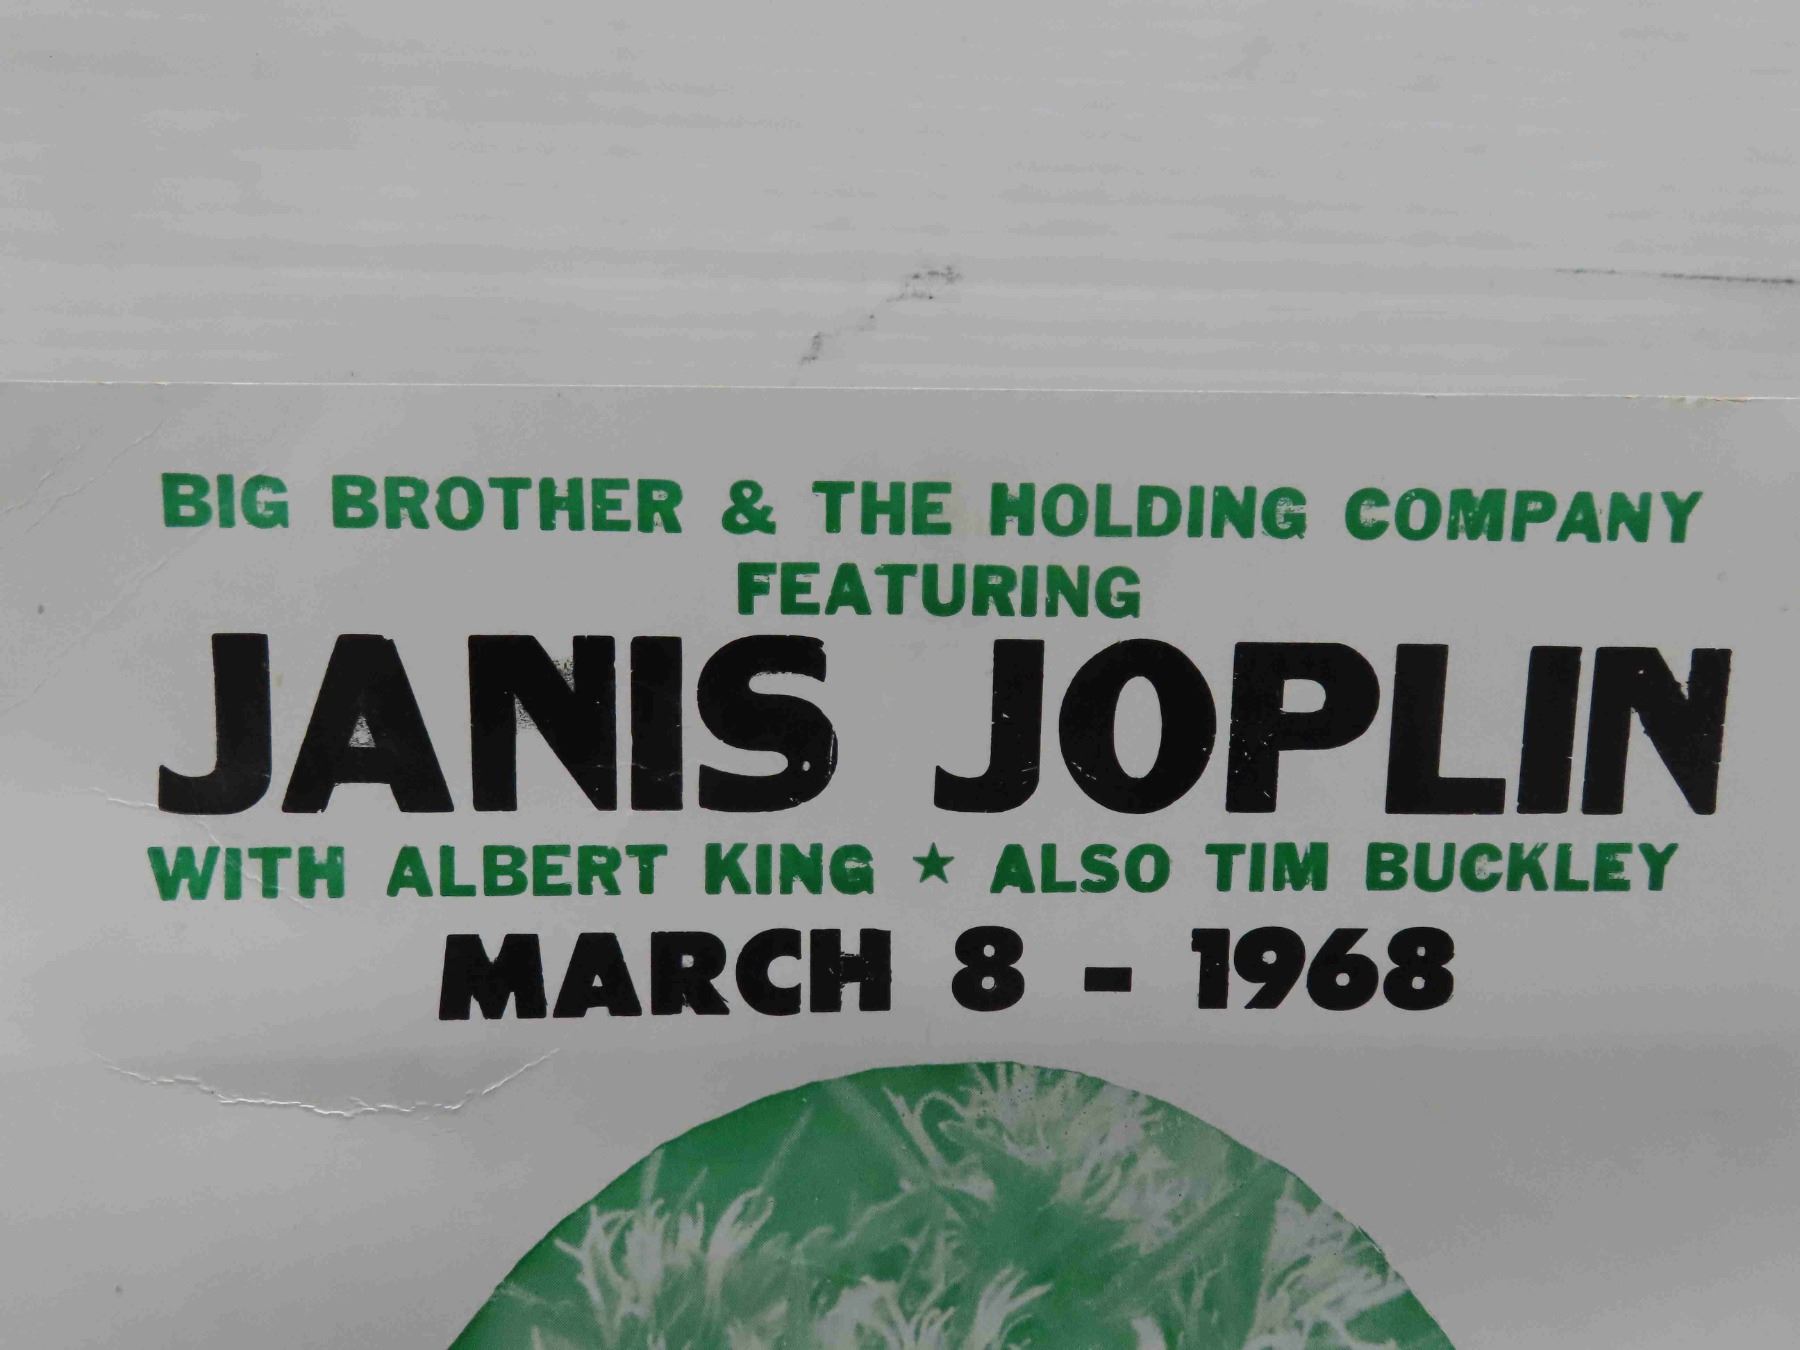 BIG BROTHER & THE HOLDING COMPANY
FEATURING
JANIS JOPLIN
WITH ALBERT KING ★ ALSO TIM BUCKLEY
MARCH 8 - 1968